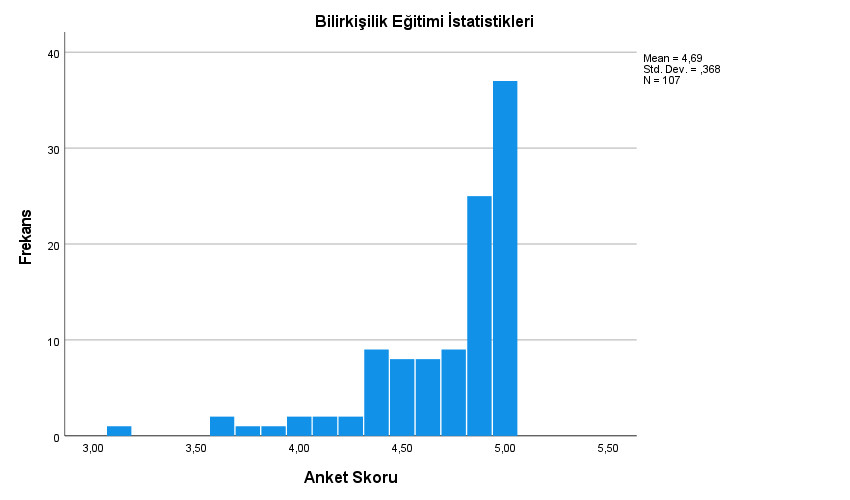 Bilirkişilik Eğitimi İstatistikleri
Mean = 4,69
Std. Dev. = ,368
N = 107
40
30
20
10
0
Frekans
3,00 3,50 4,00 4,50 5,00 5,50
Anket Skoru